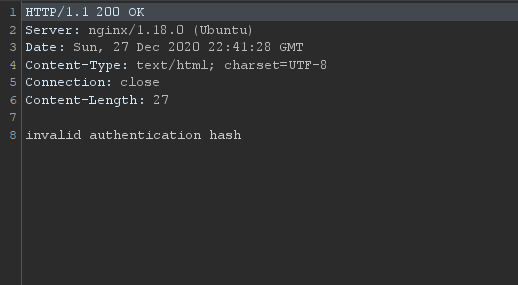 1 HTTP/1.1 200 OK
2 Server: nginx/1.18.0 (Ubuntu)
3 Date: Sun, 27 Dec 2020 22:41:28 GMT
4 Content-Type: text/html; charset=UTF-8
5 Connection: close
6 Content-Length: 27
7
8 invalid authentication hash